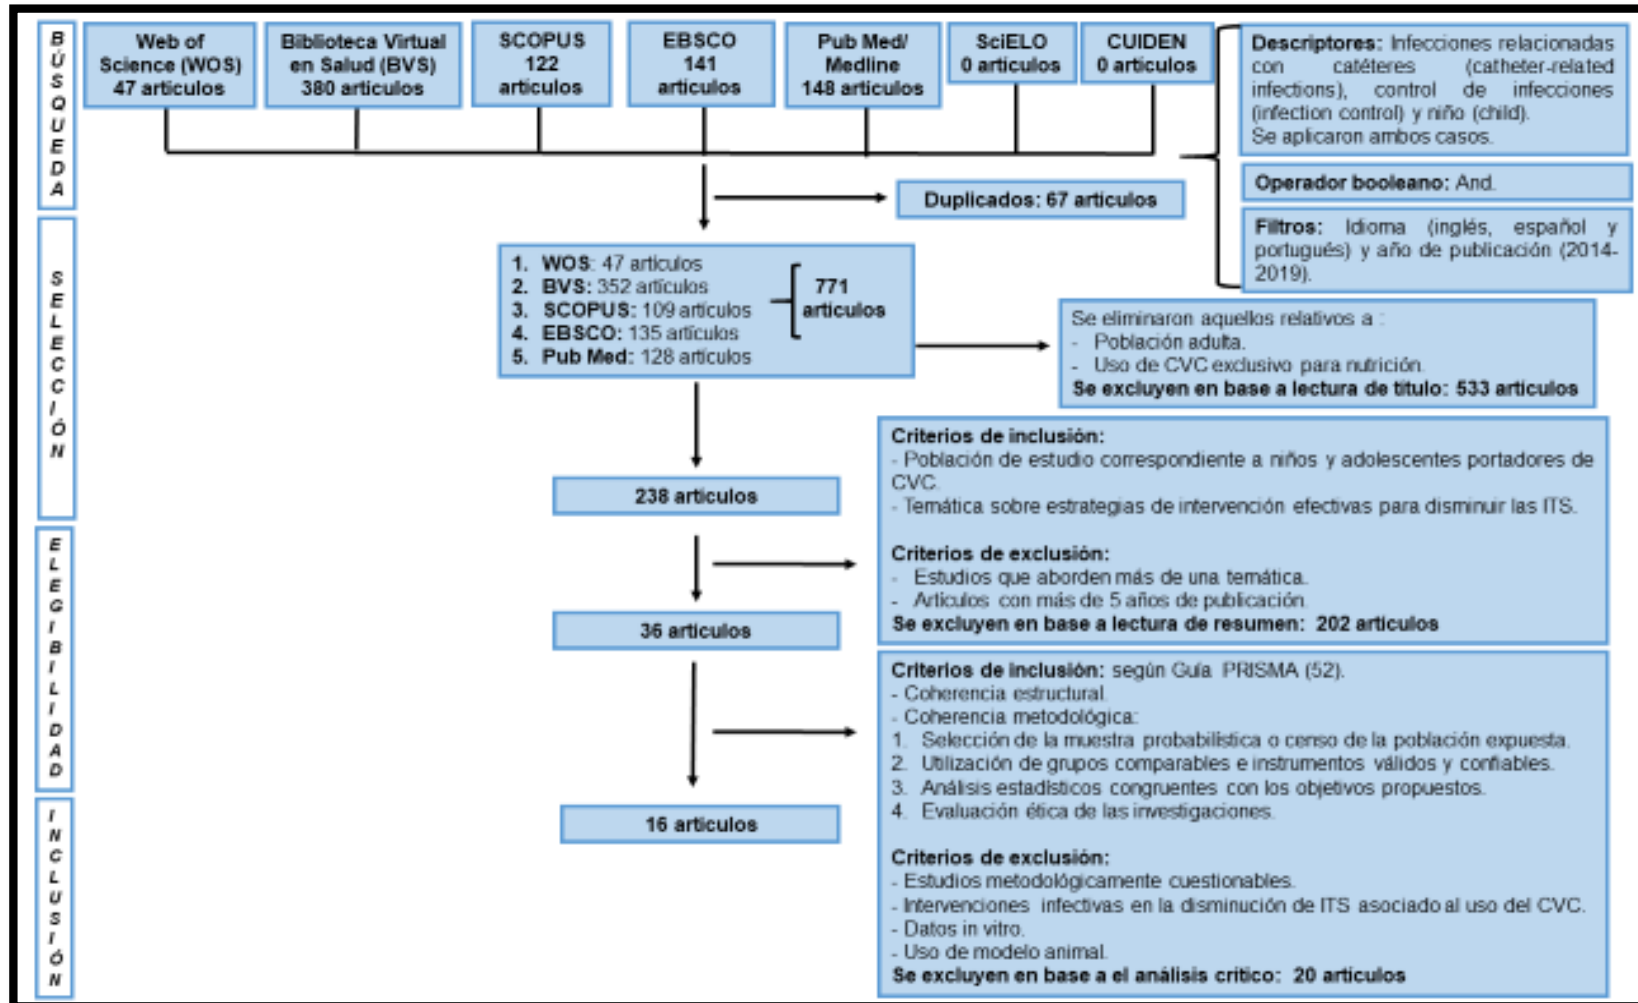 BÚSQUEDA
Web of
Science (WOS)
47 artículos
Biblioteca Virtual
en Salud (BVS)
380 artículos
SCOPUS
122
artículos
EBSCO
141
artículos
Pub Med/
Medline
148 artículos
SciELO
0 artículos
CUIDEN
0 artículos
Descriptores: Infecciones relacionadas
con catéteres (catheter-related
infections), control de infecciones
(infection control) y niño (child).
Se aplicaron ambos casos.
Operador booleano: And.
Filtros: Idioma (inglés, español y
portugués) y año de publicación (2014-
2019).
Duplicados: 67 artículos
SELECCIÓN
1. WOS: 47 artículos
2. BVS: 352 artículos
3. SCOPUS: 109 artículos
4. EBSCO: 135 artículos
5. Pub Med: 128 artículos
771
artículos
Se eliminaron aquellos relativos a :
- Población adulta.
- Uso de CVC exclusivo para nutrición.
Se excluyen en base a lectura de título: 533 artículos
238 artículos
Criterios de inclusión:
- Población de estudio correspondiente a niños y adolescentes portadores de
CVC.
- Temática sobre estrategias de intervención efectivas para disminuir las ITS.
Criterios de exclusión:
- Estudios que aborden más de una temática.
- Artículos con más de 5 años de publicación.
Se excluyen en base a lectura de resumen: 202 artículos
ELEGIBILIDAD
36 artículos
Criterios de inclusión: según Guía PRISMA (52).
- Coherencia estructural.
- Coherencia metodológica:
1. Selección de la muestra probabilística o censo de la población expuesta.
2. Utilización de grupos comparables e instrumentos válidos y confiables.
3. Análisis estadísticos congruentes con los objetivos propuestos.
4. Evaluación ética de las investigaciones.
Criterios de exclusión:
- Estudios metodológicamente cuestionables.
- Intervenciones infectivas en la disminución de ITS asociado al uso del CVC.
- Datos in vitro.
- Uso de modelo animal.
Se excluyen en base a el análisis crítico: 20 artículos
INCLUSIÓN
16 artículos